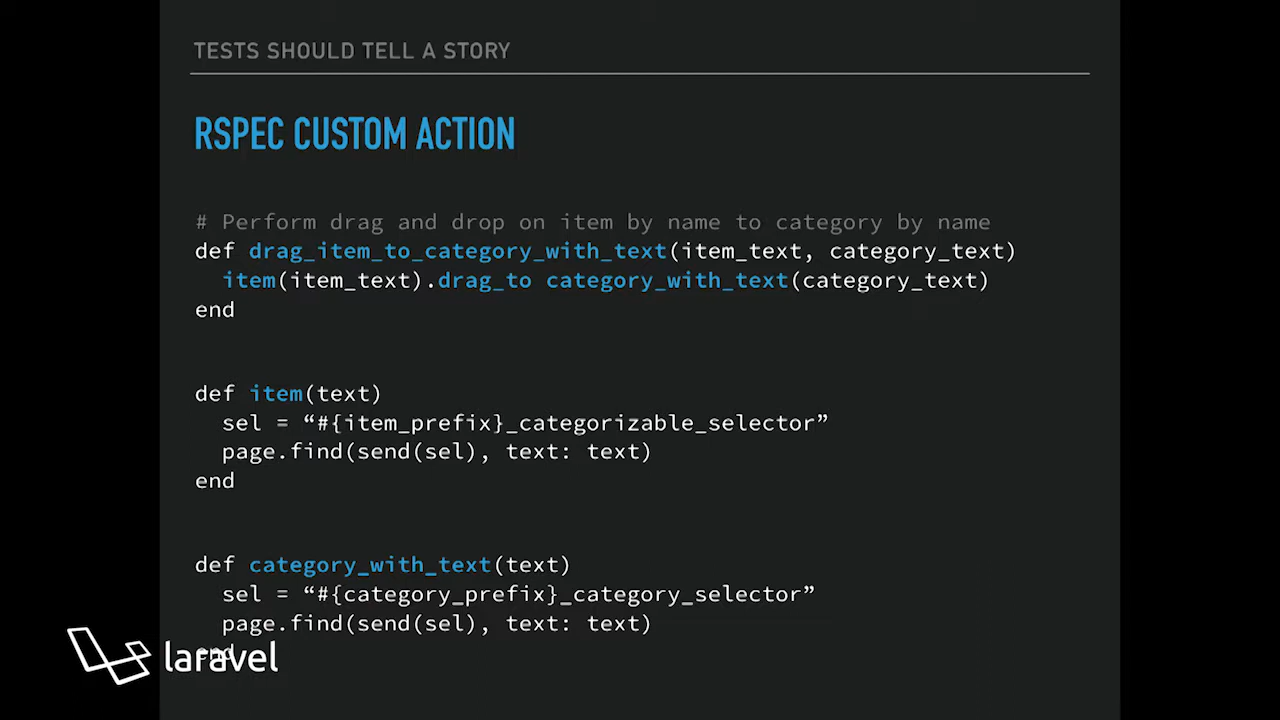 TESTS SHOULD TELL A STORY
RSPEC CUSTOM ACTION
# Perform drag and drop on item by name to category by name
def drag_item_to_category_with_text(item_text, category_text)
  item(item_text).drag_to category_with_text(category_text)
end
def item(text)
  sel = “#{item_prefix}_categorizable_selector”
  page.find(send(sel), text: text)
end
def category_with_text(text)
  sel = “#{category_prefix}_category_selector”
  page.find(send(sel), text: text)
end
laravel